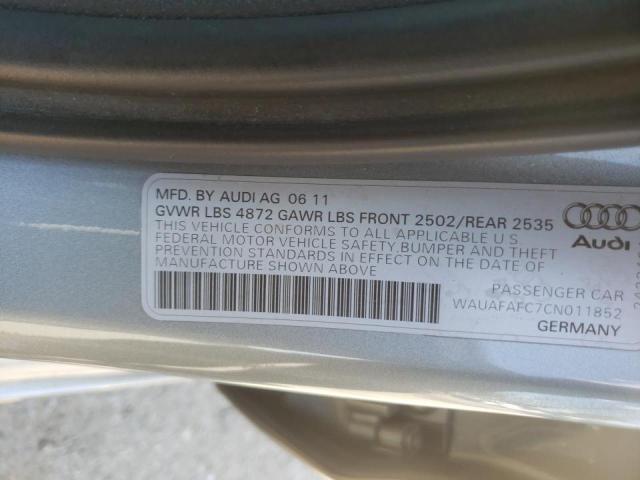 MFD. BY AUDI AG 06 11
GVWR LBS 4872 GAWR LBS FRONT 2502/REAR 2535
THIS VEHICLE CONFORMS TO ALL APPLICABLE U S
FEDERAL MOTOR VEHICLE SAFETY,BUMPER AND THEFT
PREVENTION STANDARDS IN EFFECT ON THE DATE OF
MANUFACTURE SHOWN ABOVE
Audi
PASSENGER CAR
WAUAFAFC7CN011852
GERMANY